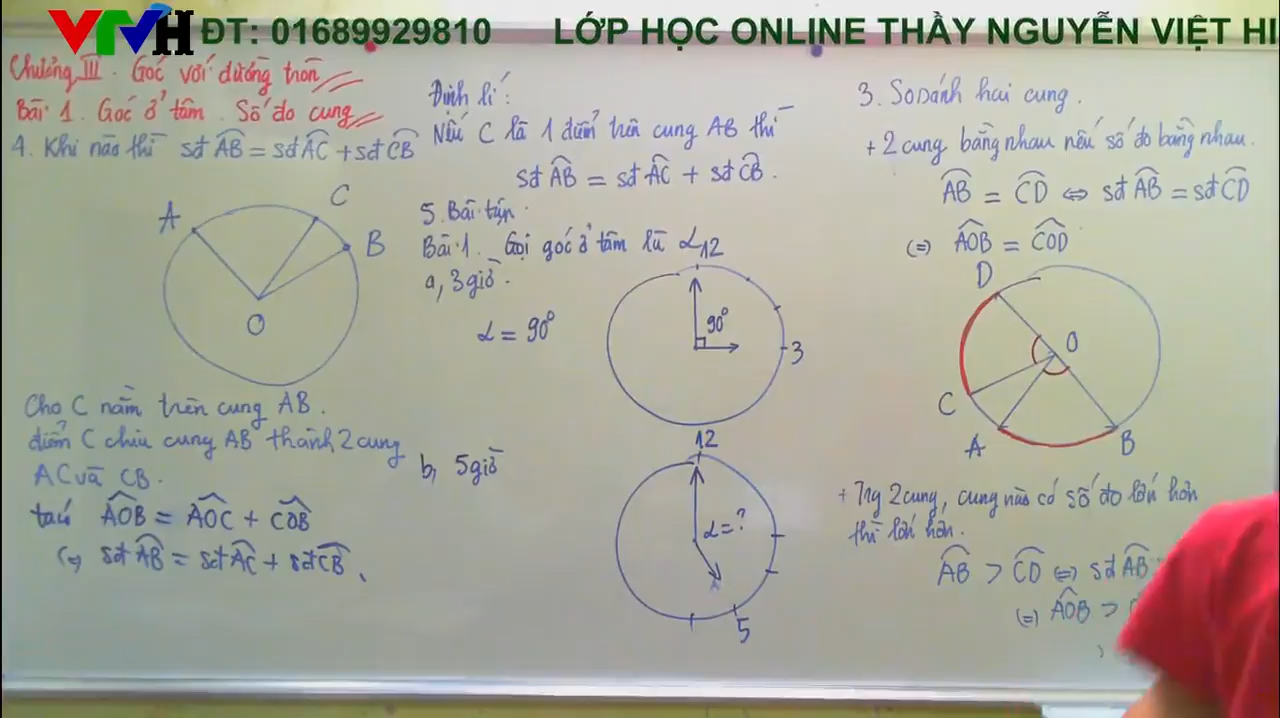 VTVH ĐT: 01689929810 LỚP HỌC ONLINE THẦY NGUYỄN VIỆT HI
Chương III. Góc với đường tròn
Bài 1. Góc ở tâm. Số đo cung
4. Khi nào thì sđ AB = sđ AC + sđ CB
A
C
B
O
Cho C nằm trên cung AB.
điểm C chia cung AB thành 2 cung
AC và CB.
AOB = AOC + COB
(=) sđ AB = sđ AC + sđ CB
Định lí:
Nếu C là 1 điểm trên cung AB thì
sđ AB = sđ AC + sđ CB.
5. Bài tập
Bài 1. Gọi góc ở tâm là α
a, 3 giờ.
α = 90°
12
90°
3
b, 5 giờ
12
α = ?
5
3. So sánh hai cung.
+ 2 cung bằng nhau nếu số đo bằng nhau.
AB = CD ⇔ sđ AB = sđ CD
(=) AOB = COD
D
O
C
A
B
+ Trg 2 cung, cung nào có số đo lớn hơn
thì lớn hơn.
AB > CD ⇔ sđ AB
(=) AOB >